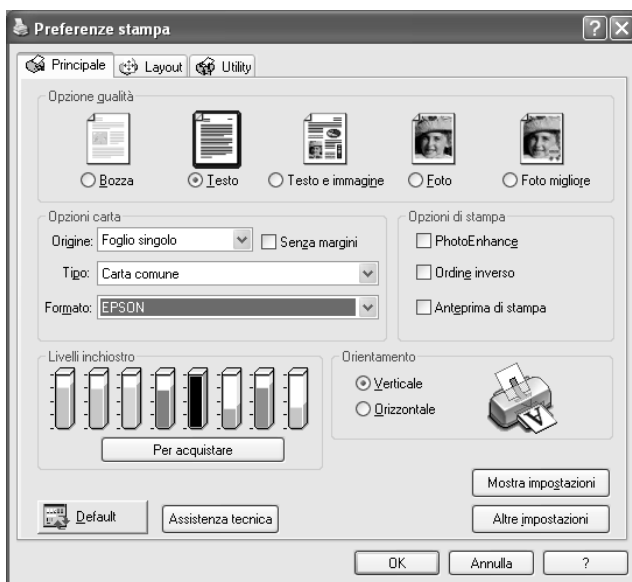 Preferenze stampa
Principale Layout Utility
Opzione qualità
Bozza Testo Testo e immagine Foto Foto migliore
Opzioni carta
Origine: Foglio singolo Senza margini
Tipo: Carta comune
Formato: EPSON
Opzioni di stampa
PhotoEnhance
Ordine inverso
Anteprima di stampa
Livelli inchiostro
Per acquistare
Orientamento
Verticale
Orizzontale
A
Mostra impostazioni
Default Assistenza tecnica Altre impostazioni
OK Annulla ?